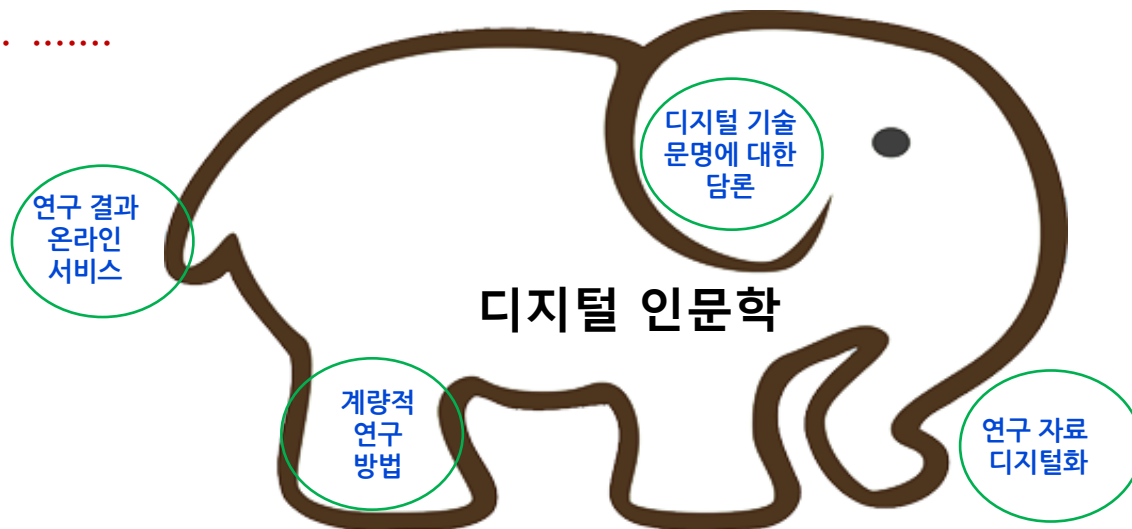 . .......
디지털 기술
문명에 대한
담론
연구 결과
온라인
서비스
디지털 인문학
계량적
연구
방법
연구 자료
디지털화